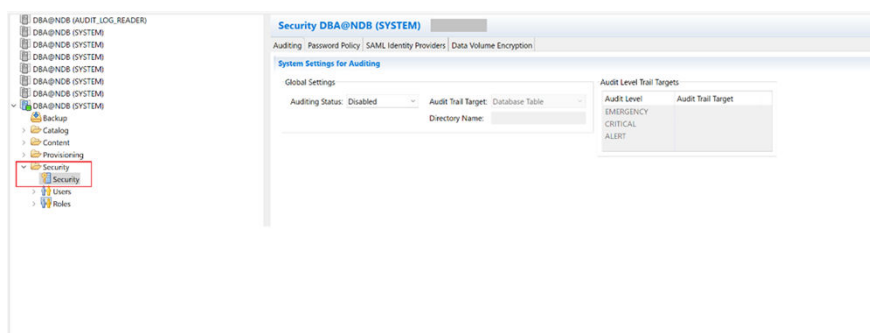 DBA@NDB (AUDIT_LOG_READER)
DBA@NDB (SYSTEM)
DBA@NDB (SYSTEM)
DBA@NDB (SYSTEM)
DBA@NDB (SYSTEM)
DBA@NDB (SYSTEM)
DBA@NDB (SYSTEM)
DBA@NDB (SYSTEM)
Backup
Catalog
Content
Provisioning
Security
Security
Users
Roles
Security DBA@NDB (SYSTEM)
Auditing Password Policy SAML Identity Providers Data Volume Encryption
System Settings for Auditing
Global Settings
Auditing Status: Disabled Audit Trail Target: Database Table
Directory Name:
Audit Level Trail Targets
Audit Level Audit Trail Target
EMERGENCY
CRITICAL
ALERT